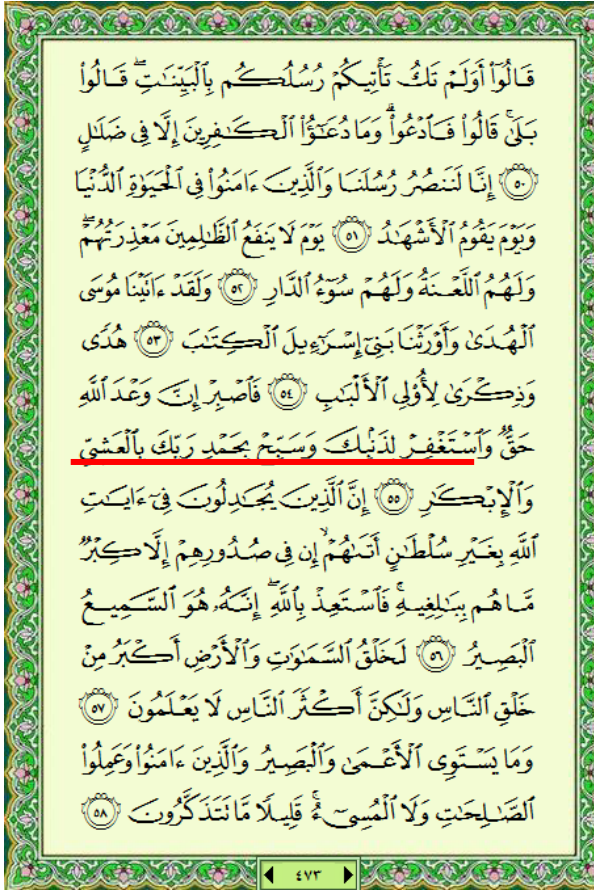 قَالُوٓا۟ أَوَلَمْ تَكُ تَأْتِيكُمْ رُسُلُكُم بِٱلْبَيِّنَـٰتِ ۖ قَالُوا۟
بَلَىٰ ۚ قَالُوا۟ فَٱدْعُوا۟ ۗ وَمَا دُعَـٰٓؤُا۟ ٱلْكَـٰفِرِينَ إِلَّا فِى ضَلَـٰلٍ
﴿٥٠﴾ إِنَّا لَنَنصُرُ رُسُلَنَا وَٱلَّذِينَ ءَامَنُوا۟ فِى ٱلْحَيَوٰةِ ٱلدُّنْيَا
وَيَوْمَ يَقُومُ ٱلْأَشْهَـٰدُ ﴿٥١﴾ يَوْمَ لَا يَنفَعُ ٱلظَّـٰلِمِينَ مَعْذِرَتُهُمْ ۖ
وَلَهُمُ ٱللَّعْنَةُ وَلَهُمْ سُوٓءُ ٱلدَّارِ ﴿٥٢﴾ وَلَقَدْ ءَاتَيْنَا مُوسَى
ٱلْهُدَىٰ وَأَوْرَثْنَا بَنِىٓ إِسْرَٰٓءِيلَ ٱلْكِتَـٰبَ ﴿٥٣﴾ هُدًى
وَذِكْرَىٰ لِأُو۟لِى ٱلْأَلْبَـٰبِ ﴿٥٤﴾ فَٱصْبِرْ إِنَّ وَعْدَ ٱللَّهِ
حَقٌّ وَٱسْتَغْفِرْ لِذَنۢبِكَ وَسَبِّحْ بِحَمْدِ رَبِّكَ بِٱلْعَشِىِّ
وَٱلْإِبْكَـٰرِ ﴿٥٥﴾ إِنَّ ٱلَّذِينَ يُجَـٰدِلُونَ فِىٓ ءَايَـٰتِ
ٱللَّهِ بِغَيْرِ سُلْطَـٰنٍ أَتَىٰهُمْ ۙ إِن فِى صُدُورِهِمْ إِلَّا كِبْرٌ
مَّا هُم بِبَـٰلِغِيهِ ۚ فَٱسْتَعِذْ بِٱللَّهِ ۖ إِنَّهُۥ هُوَ ٱلسَّمِيعُ
ٱلْبَصِيرُ ﴿٥٦﴾ لَخَلْقُ ٱلسَّمَـٰوَٰتِ وَٱلْأَرْضِ أَكْبَرُ مِنْ
خَلْقِ ٱلنَّاسِ وَلَـٰكِنَّ أَكْثَرَ ٱلنَّاسِ لَا يَعْلَمُونَ ﴿٥٧﴾
وَمَا يَسْتَوِى ٱلْأَعْمَىٰ وَٱلْبَصِيرُ وَٱلَّذِينَ ءَامَنُوا۟ وَعَمِلُوا۟
ٱلصَّـٰلِحَـٰتِ وَلَا ٱلْمُسِىٓءُ ۚ قَلِيلًا مَّا تَتَذَكَّرُونَ ﴿٥٨﴾
٤٧٣